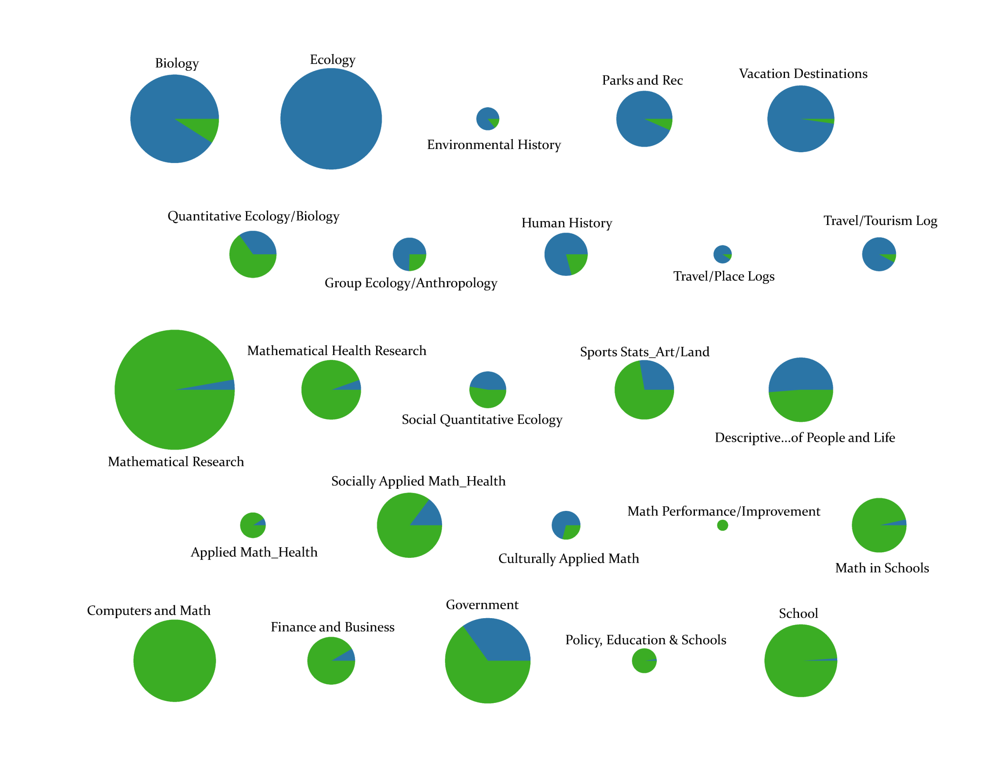 Biology
Ecology
Environmental History
Parks and Rec
Vacation Destinations
Quantitative Ecology/Biology
Group Ecology/Anthropology
Human History
Travel/Place Logs
Travel/Tourism Log
Mathematical Research
Mathematical Health Research
Social Quantitative Ecology
Sports Stats_Art/Land
Descriptive...of People and Life
Applied Math_Health
Socially Applied Math_Health
Culturally Applied Math
Math Performance/Improvement
Math in Schools
Computers and Math
Finance and Business
Government
Policy, Education & Schools
School